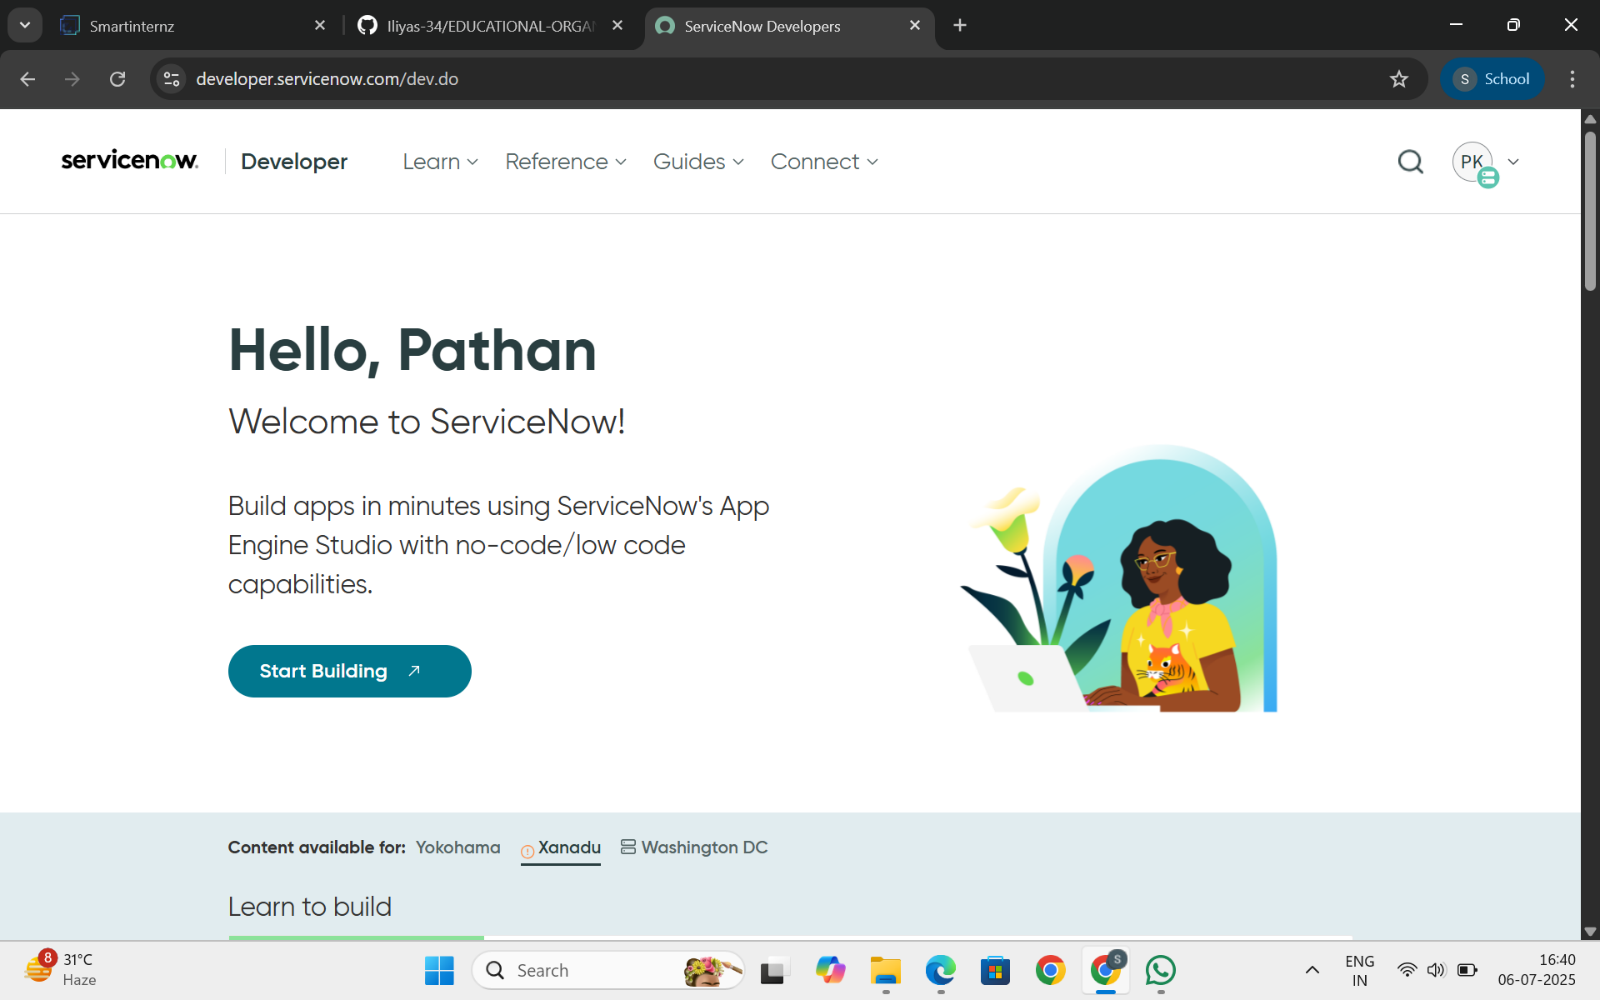 Smartinternz
Iliyas-34/EDUCATIONAL-ORGAN
ServiceNow Developers
developer.servicenow.com/dev.do
S
School
servicenow
Developer
Learn
Reference
Guides
Connect
PK
Hello, Pathan
Welcome to ServiceNow!
Build apps in minutes using ServiceNow's App
Engine Studio with no-code/low code
capabilities.
Start Building
Content available for:
Yokohama
Xanadu
Washington DC
Learn to build
8
31°C
Haze
Search
S
ENG
IN
16:40
06-07-2025